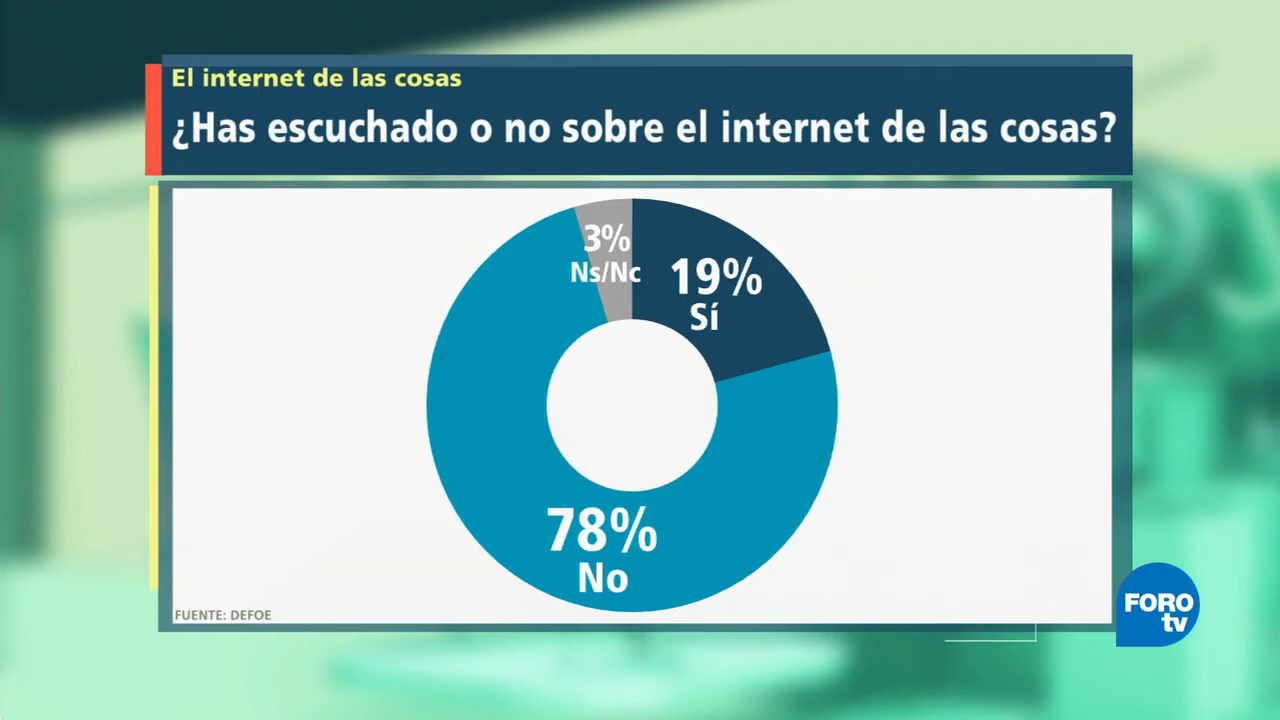 El internet de las cosas
¿Has escuchado o no sobre el internet de las cosas?
3%
Ns/Nc
19%
Sí
78%
No
FUENTE: DEFOE
FORO
tv